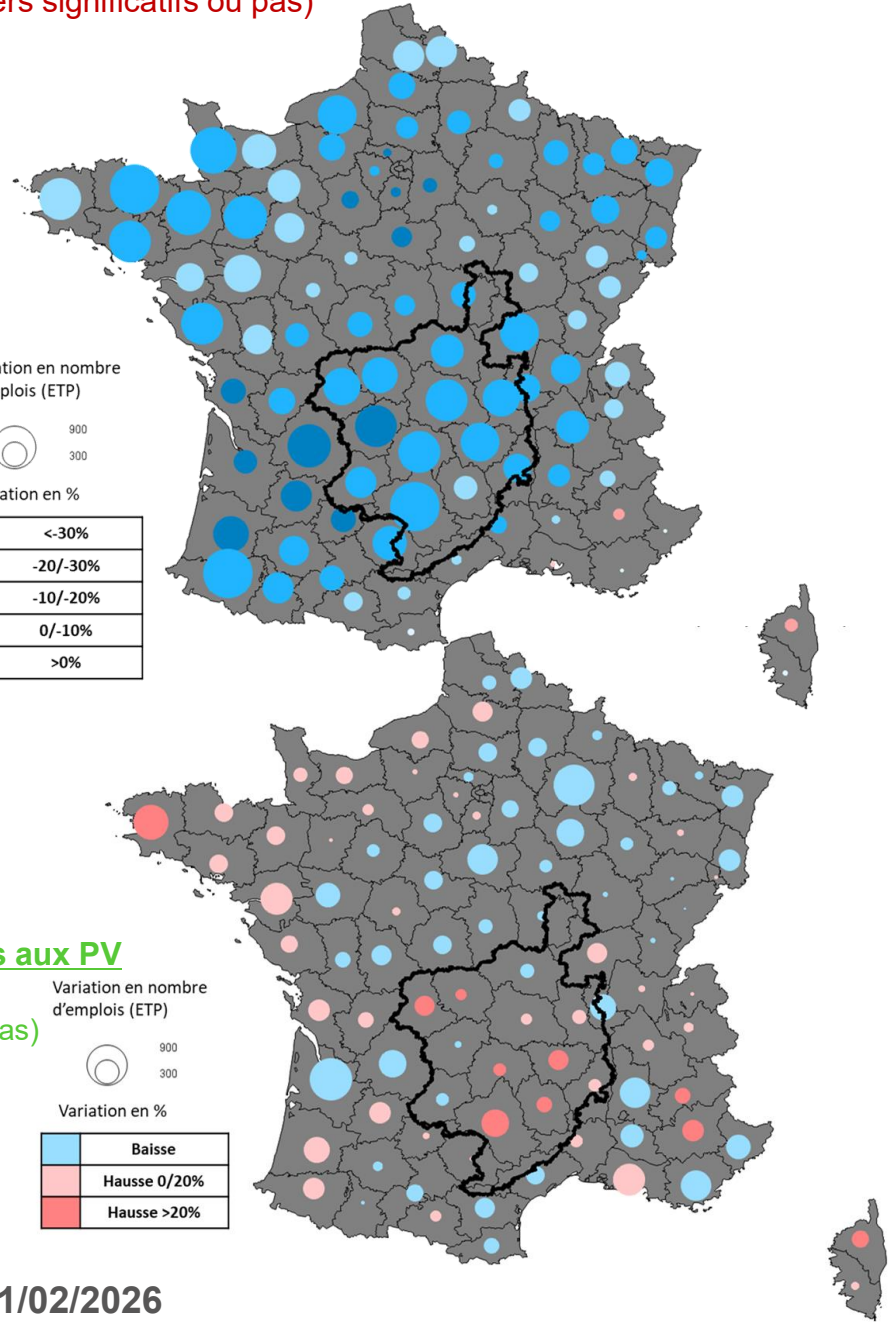 ers significatifs ou pas)
ation en nombre
plois (ETP)
900
300
ation en %
<-30%
-20/-30%
-10/-20%
0/-10%
>0%
s aux PV
Variation en nombre
d'emplois (ETP)
as)
900
300
Variation en %
Baisse
Hausse 0/20%
Hausse >20%
1/02/2026